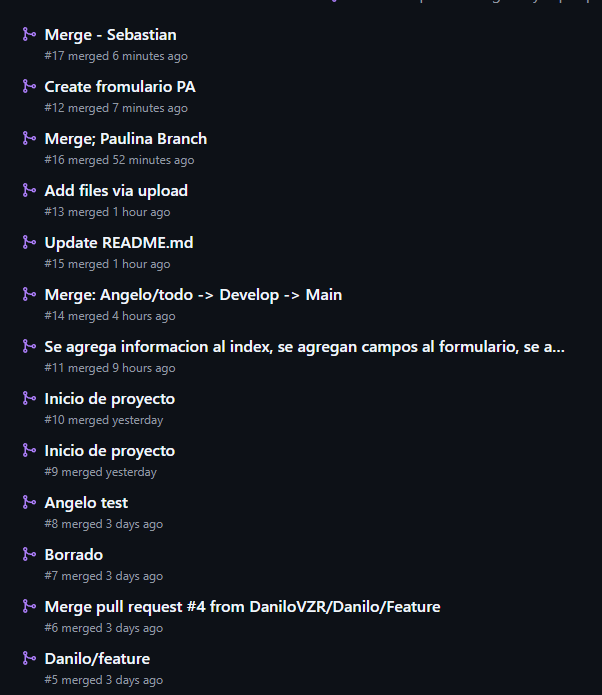 Merge - Sebastian
#17 merged 6 minutes ago
Create fromulario PA
#12 merged 7 minutes ago
Merge; Paulina Branch
#16 merged 52 minutes ago
Add files via upload
#13 merged 1 hour ago
Update README.md
#15 merged 1 hour ago
Merge: Angelo/todo -> Develop -> Main
#14 merged 4 hours ago
Se agrega informacion al index, se agregan campos al formulario, se a...
#11 merged 9 hours ago
Inicio de proyecto
#10 merged yesterday
Inicio de proyecto
#9 merged yesterday
Angelo test
#8 merged 3 days ago
Borrado
#7 merged 3 days ago
Merge pull request #4 from DaniloVZR/Danilo/Feature
#6 merged 3 days ago
Danilo/feature
#5 merged 3 days ago